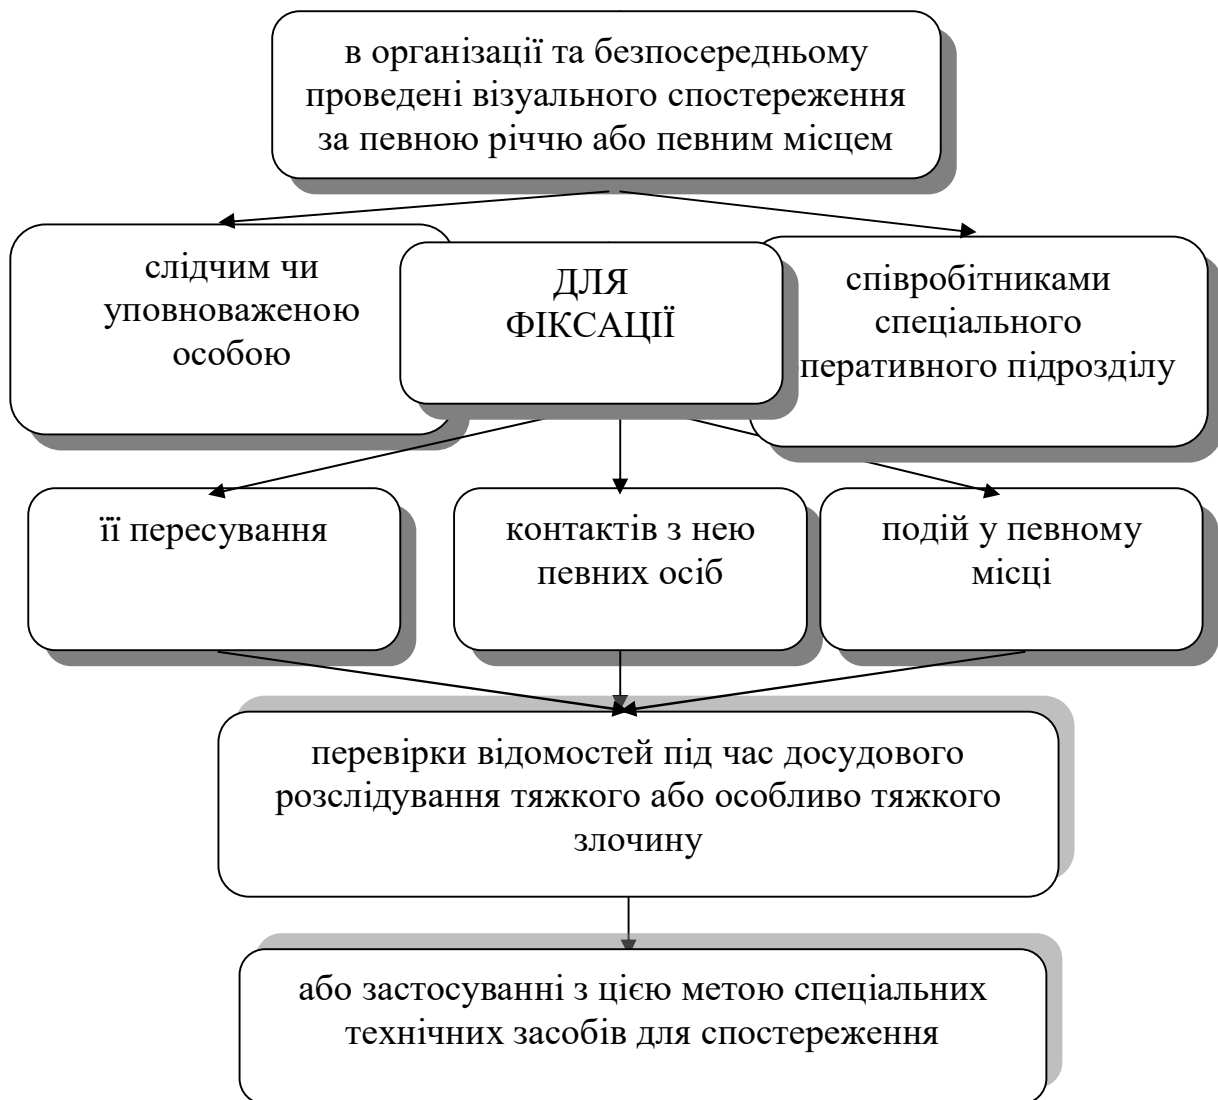 в організації та безпосередньому
проведені візуального спостереження
за певною річчю або певним місцем
слідчим чи
уповноваженою
особою
ДЛЯ
ФІКСАЦІЇ
співробітниками
спеціального
перативного підрозділу
її пересування
контактів з нею
певних осіб
подій у певному
місці
перевірки відомостей під час досудового
розслідування тяжкого або особливо тяжкого
злочину
або застосуванні з цією метою спеціальних
технічних засобів для спостереження